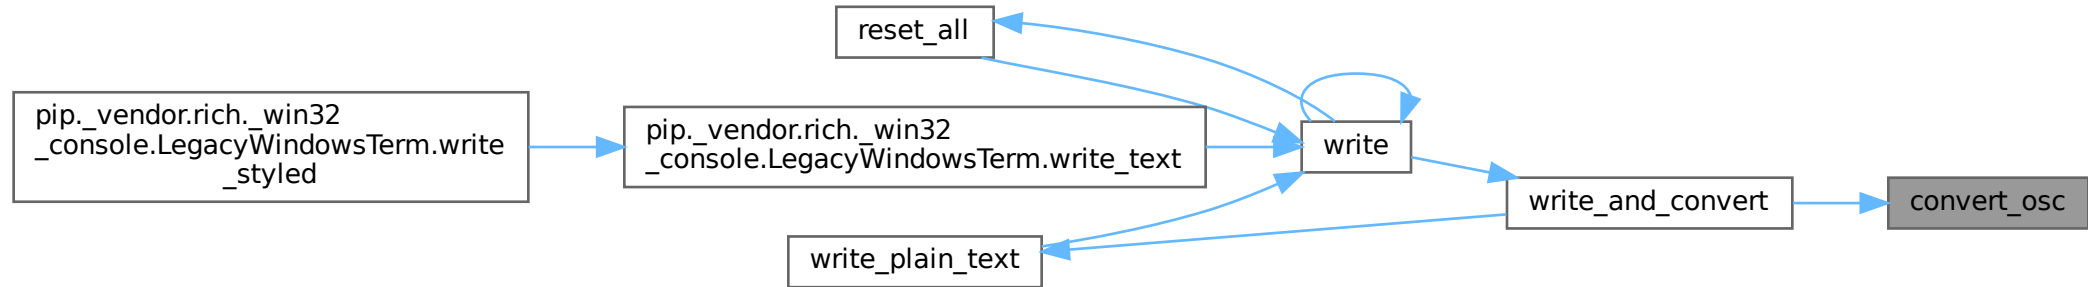 reset_all
pip._vendor.rich._win32
_console.LegacyWindowsTerm.write
_styled
pip._vendor.rich._win32
_console.LegacyWindowsTerm.write_text
write
write_and_convert
convert_osc
write_plain_text